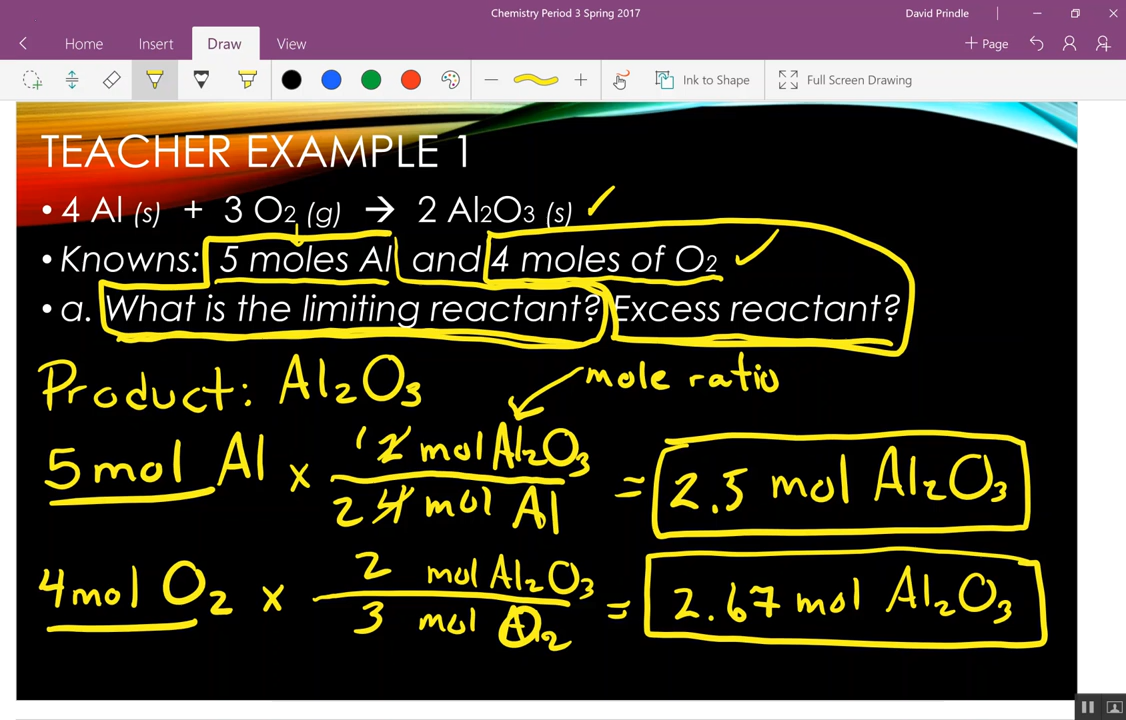 Chemistry Period 3 Spring 2017
David Prindle
Home Insert Draw View
+ Page
Ink to Shape
Full Screen Drawing
TEACHER EXAMPLE 1
• 4 Al (s) + 3 O₂ (g) → 2 Al₂O₃ (s) ✓
• Knowns: 5 moles Al and 4 moles of O₂ ✓
• a. What is the limiting reactant? Excess reactant?
Product: Al₂O₃
mole ratio
5 mol Al x 1 2 mol Al₂O₃ / 2 4 mol Al = 2.5 mol Al₂O₃
4 mol O₂ x 2 mol Al₂O₃ / 3 mol O₂ = 2.67 mol Al₂O₃